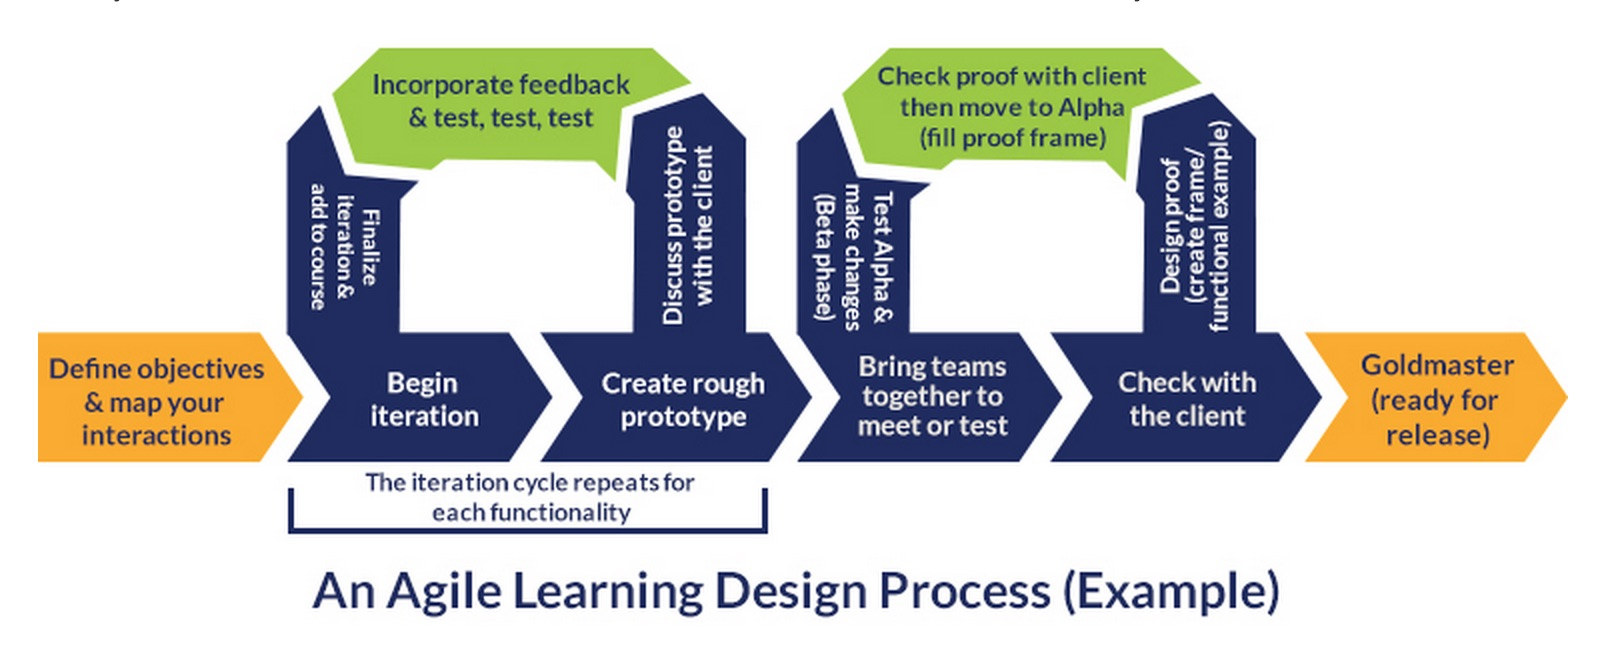 Incorporate feedback
& test, test, test
Check proof with client
then move to Alpha
(fill proof frame)
Finalize
iteration &
add to course
Discuss prototype
with the client
Test Alpha &
make changes
(Beta phase)
Design proof
(create frame/
functional example)
Define objectives
& map your
interactions
Begin
iteration
Create rough
prototype
Bring teams
together to
meet or test
Check with
the client
Goldmaster
(ready for
release)
The iteration cycle repeats for
each functionality
An Agile Learning Design Process (Example)